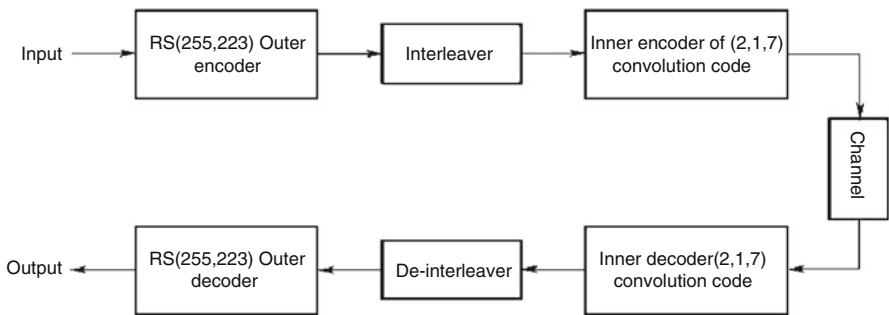 Input
RS(255,223) Outer
encoder
Interleaver
Inner encoder of (2,1,7)
convolution code
Channel
Output
RS(255,223) Outer
decoder
De-interleaver
Inner decoder(2,1,7)
convolution code